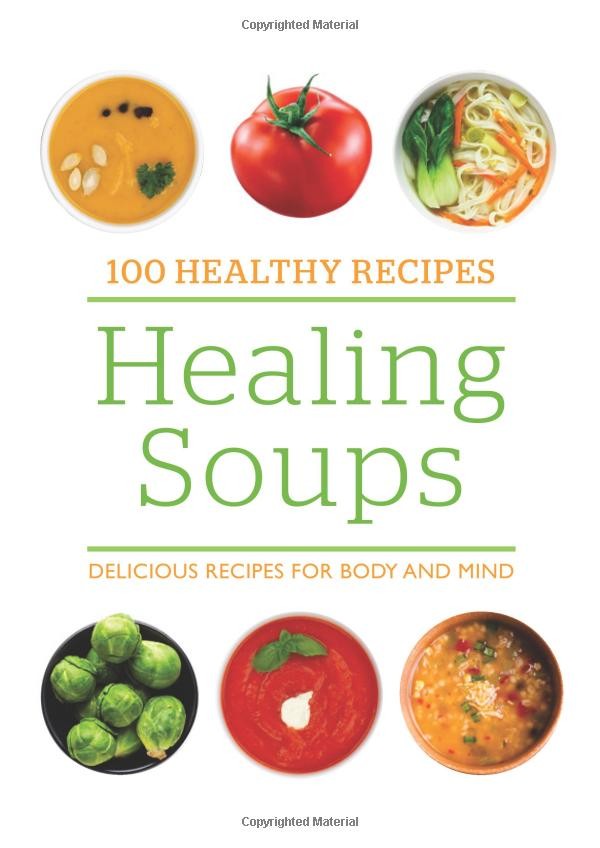 Copyrighted Material
100 HEALTHY RECIPES
Healing
Soups
DELICIOUS RECIPES FOR BODY AND MIND
Copyrighted Material